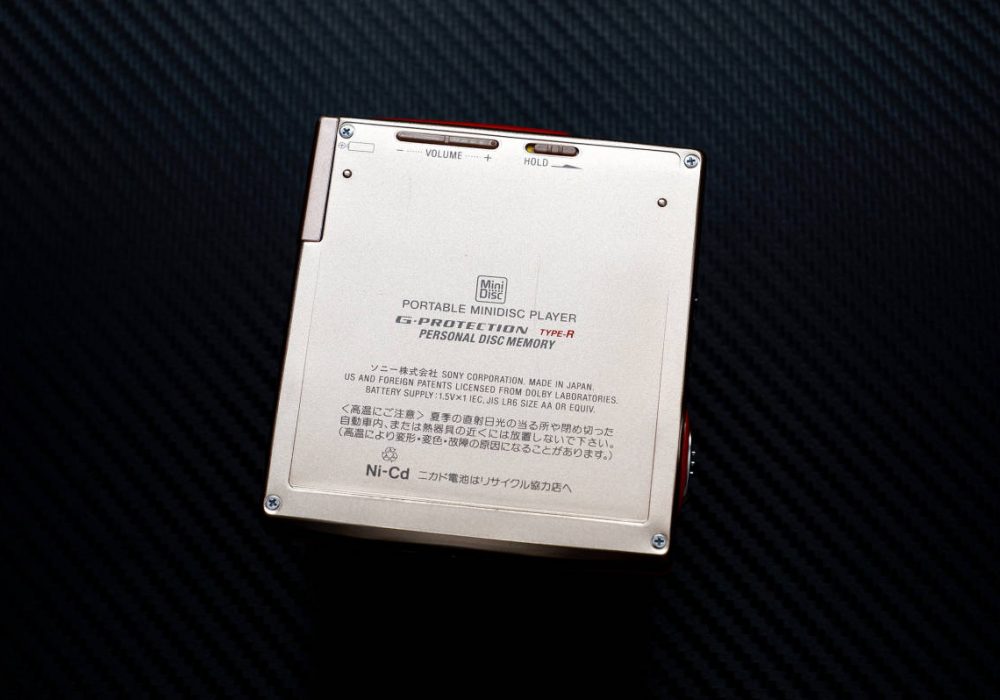 − VOLUME +
HOLD
Mini
Disc
PORTABLE MINIDISC PLAYER
G-PROTECTION TYPE-R
PERSONAL DISC MEMORY
ソニー株式会社 SONY CORPORATION. MADE IN JAPAN.
US AND FOREIGN PATENTS LICENSED FROM DOLBY LABORATORIES.
BATTERY SUPPLY : 1.5V×1 IEC, JIS LR6 SIZE AA OR EQUIV.
<高温にご注意> 夏季の直射日光の当る所や閉め切った
自動車内、または熱器具の近くには放置しないで下さい。
(高温により変形・変色・故障の原因になることがあります。)
Ni-Cd ニカド電池はリサイクル協力店へ